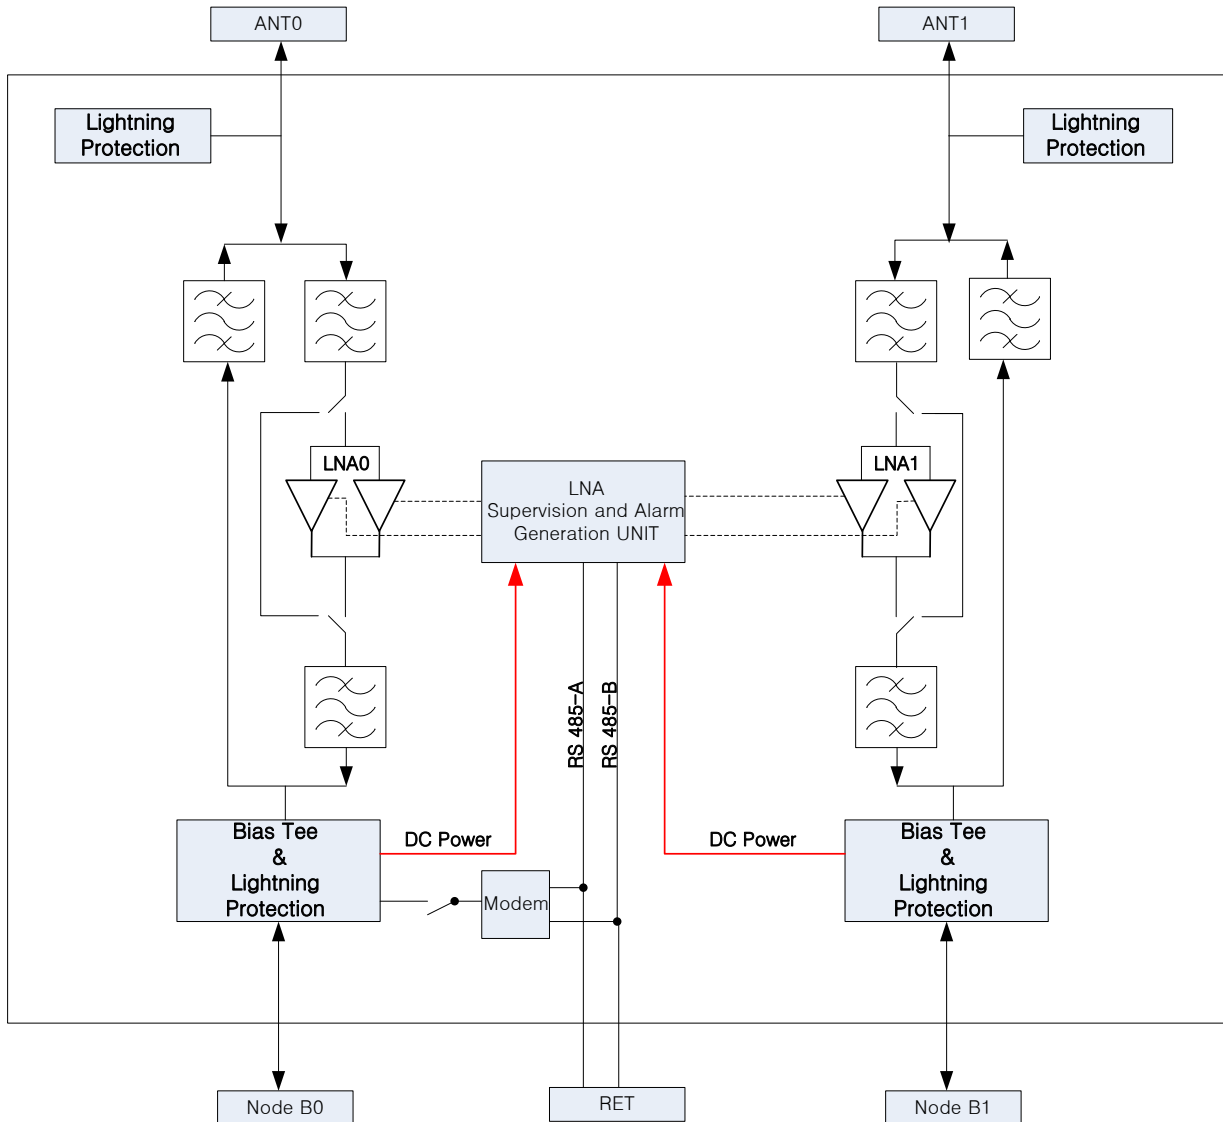 ANT0
ANT1
Lightning
Protection
Lightning
Protection
LNA0
LNA
Supervision and Alarm
Generation UNIT
LNA1
RS 485-A
RS 485-B
Bias Tee
&
Lightning
Protection
DC Power
DC Power
Bias Tee
&
Lightning
Protection
Modem
Node B0
RET
Node B1